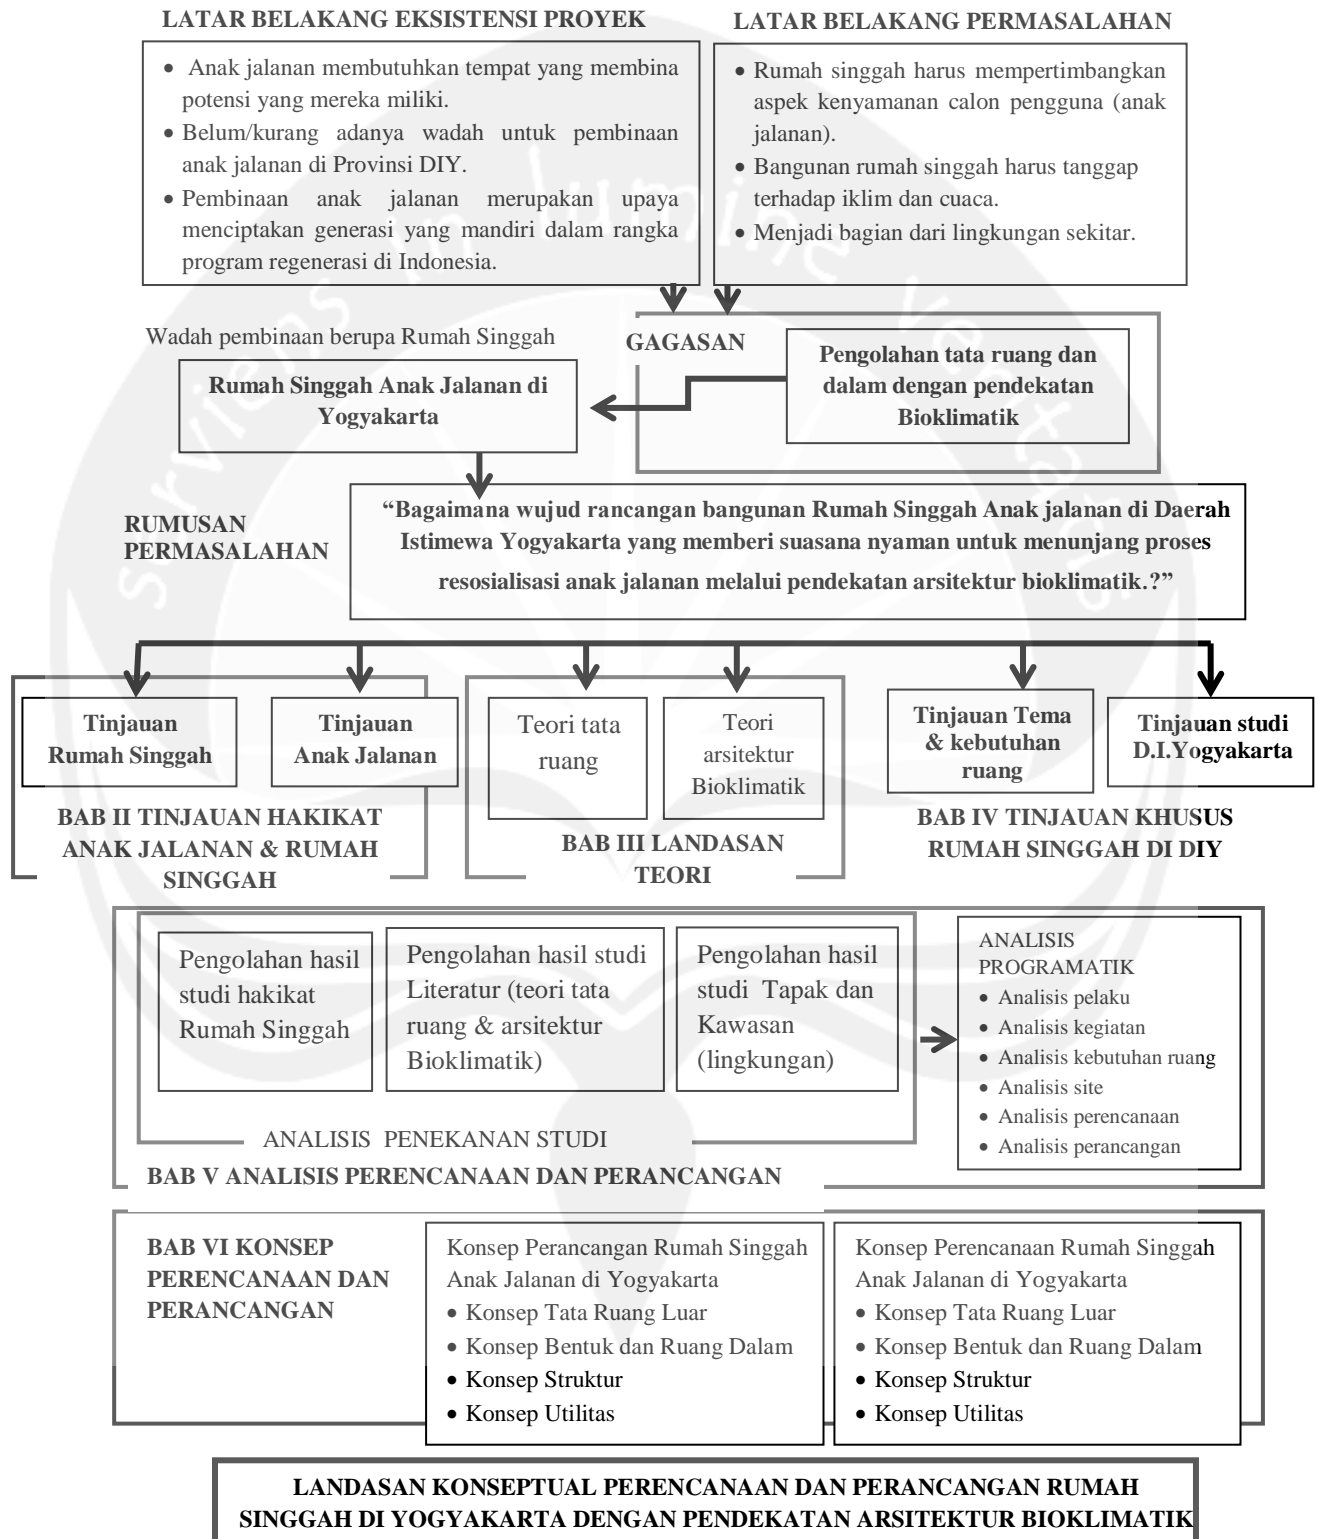 LATAR BELAKANG EKSISTENSI PROYEK
• Anak jalanan membutuhkan tempat yang membina
potensi yang mereka miliki.
• Belum/kurang adanya wadah untuk pembinaan
anak jalanan di Provinsi DIY.
• Pembinaan anak jalanan merupakan upaya
menciptakan generasi yang mandiri dalam rangka
program regenerasi di Indonesia.
LATAR BELAKANG PERMASALAHAN
• Rumah singgah harus mempertimbangkan
aspek kenyamanan calon pengguna (anak
jalanan).
• Bangunan rumah singgah harus tanggap
terhadap iklim dan cuaca.
• Menjadi bagian dari lingkungan sekitar.
Wadah pembinaan berupa Rumah Singgah
Rumah Singgah Anak Jalanan di
Yogyakarta
GAGASAN
Pengolahan tata ruang dan
dalam dengan pendekatan
Bioklimatik
RUMUSAN
PERMASALAHAN
“Bagaimana wujud rancangan bangunan Rumah Singgah Anak jalanan di Daerah
Istimewa Yogyakarta yang memberi suasana nyaman untuk menunjang proses
resosialisasi anak jalanan melalui pendekatan arsitektur bioklimatik.?”
Tinjauan
Rumah Singgah
Tinjauan
Anak Jalanan
BAB II TINJAUAN HAKIKAT
ANAK JALANAN & RUMAH
SINGGAH
Teori tata
ruang
Teori
arsitektur
Bioklimatik
BAB III LANDASAN
TEORI
Tinjauan Tema
& kebutuhan
ruang
Tinjauan studi
D.I.Yogyakarta
BAB IV TINJAUAN KHUSUS
RUMAH SINGGAH DI DIY
Pengolahan hasil
studi hakikat
Rumah Singgah
Pengolahan hasil studi
Literatur (teori tata
ruang & arsitektur
Bioklimatik)
Pengolahan hasil
studi Tapak dan
Kawasan
(lingkungan)
ANALISIS PENEKANAN STUDI
ANALISIS
PROGRAMATIK
• Analisis pelaku
• Analisis kegiatan
• Analisis kebutuhan ruang
• Analisis site
• Analisis perencanaan
• Analisis perancangan
BAB V ANALISIS PERENCANAAN DAN PERANCANGAN
BAB VI KONSEP
PERENCANAAN DAN
PERANCANGAN
Konsep Perancangan Rumah Singgah
Anak Jalanan di Yogyakarta
• Konsep Tata Ruang Luar
• Konsep Bentuk dan Ruang Dalam
• Konsep Struktur
• Konsep Utilitas
Konsep Perencanaan Rumah Singgah
Anak Jalanan di Yogyakarta
• Konsep Tata Ruang Luar
• Konsep Bentuk dan Ruang Dalam
• Konsep Struktur
• Konsep Utilitas
LANDASAN KONSEPTUAL PERENCANAAN DAN PERANCANGAN RUMAH
SINGGAH DI YOGYAKARTA DENGAN PENDEKATAN ARSITEKTUR BIOKLIMATIK
serviens in lumine veritatis